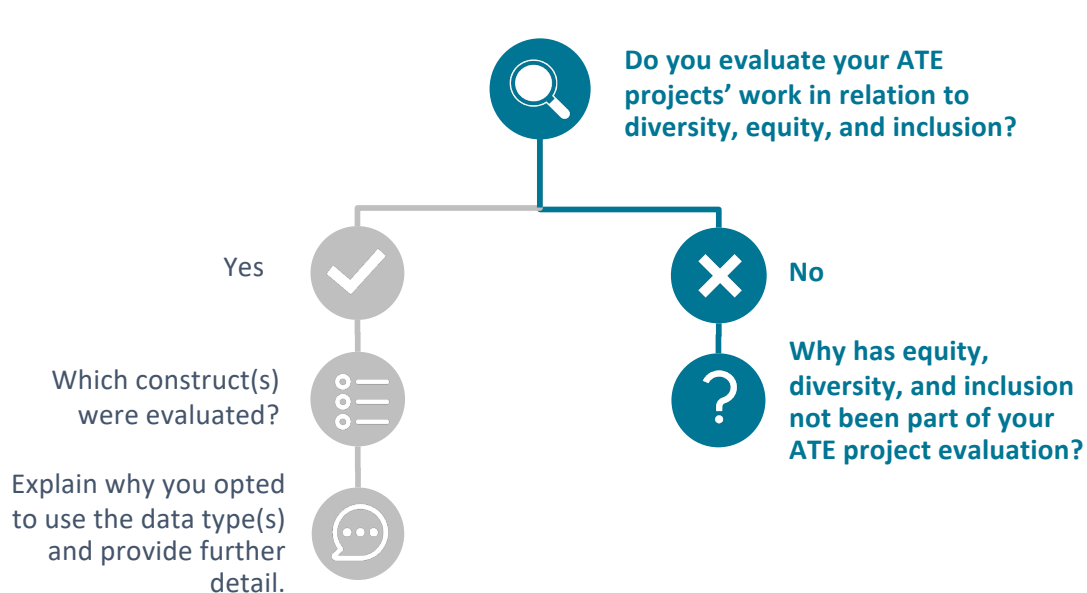 Do you evaluate your ATE
projects’ work in relation to
diversity, equity, and inclusion?
Yes
Which construct(s)
were evaluated?
Explain why you opted
to use the data type(s)
and provide further
detail.
No
Why has equity,
diversity, and inclusion
not been part of your
ATE project evaluation?